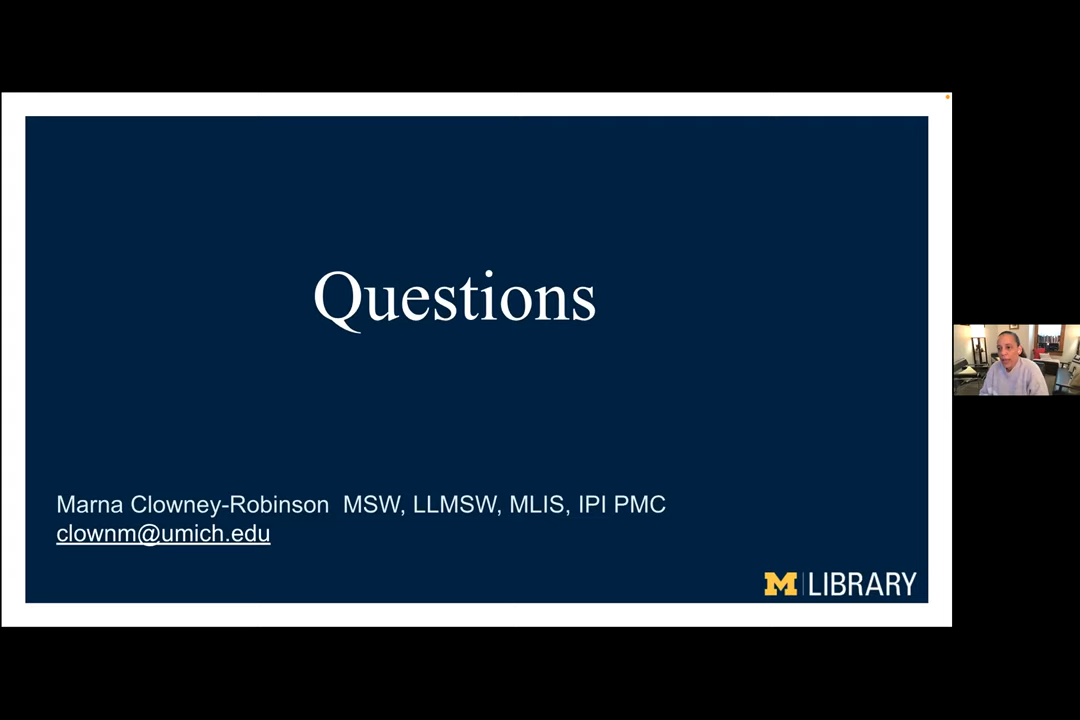 Questions
Marna Clowney-Robinson MSW, LLMSW, MLIS, IPI PMC
clownm@umich.edu
M | LIBRARY